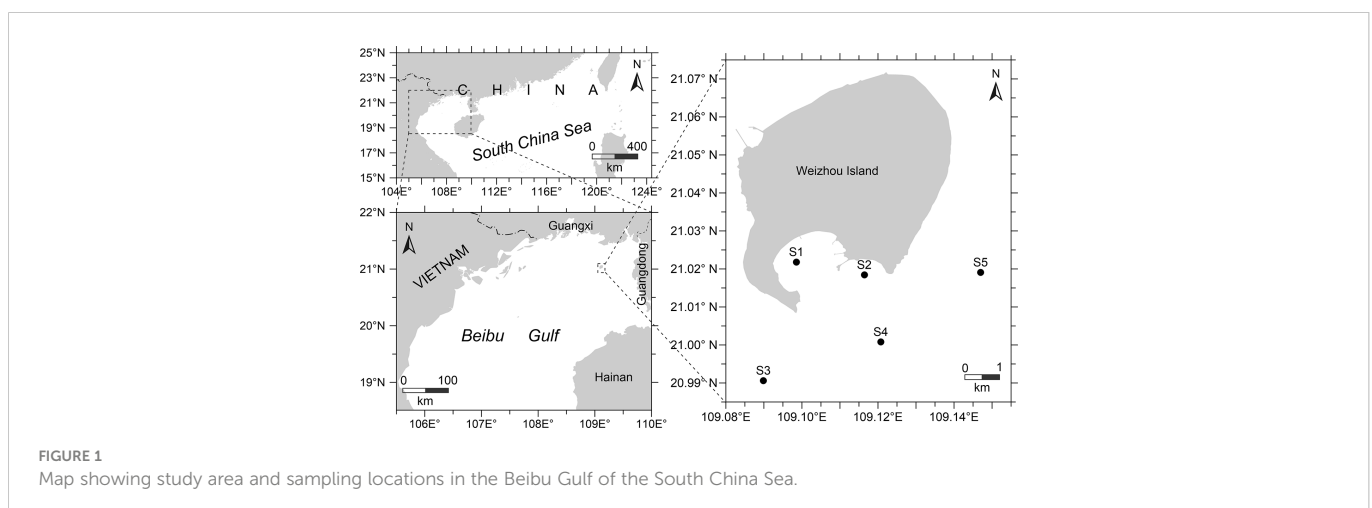 25°N
23°N
21°N
19°N
17°N
15°N
104°E 108°E 112°E 116°E 120°E 124°E
C H I N A
South China Sea
N
0 400
km
22°N
21°N
20°N
19°N
106°E 107°E 108°E 109°E 110°E
N
VIETNAM
Guangxi
Guangdong
Beibu Gulf
Hainan
0 100
km
21.07° N
21.06° N
21.05° N
21.04° N
21.03° N
21.02° N
21.01° N
21.00° N
20.99° N
109.08°E 109.10°E 109.12°E 109.14°E
N
Weizhou Island
S1
S2
S5
S4
S3
0 1
km
FIGURE 1
Map showing study area and sampling locations in the Beibu Gulf of the South China Sea.